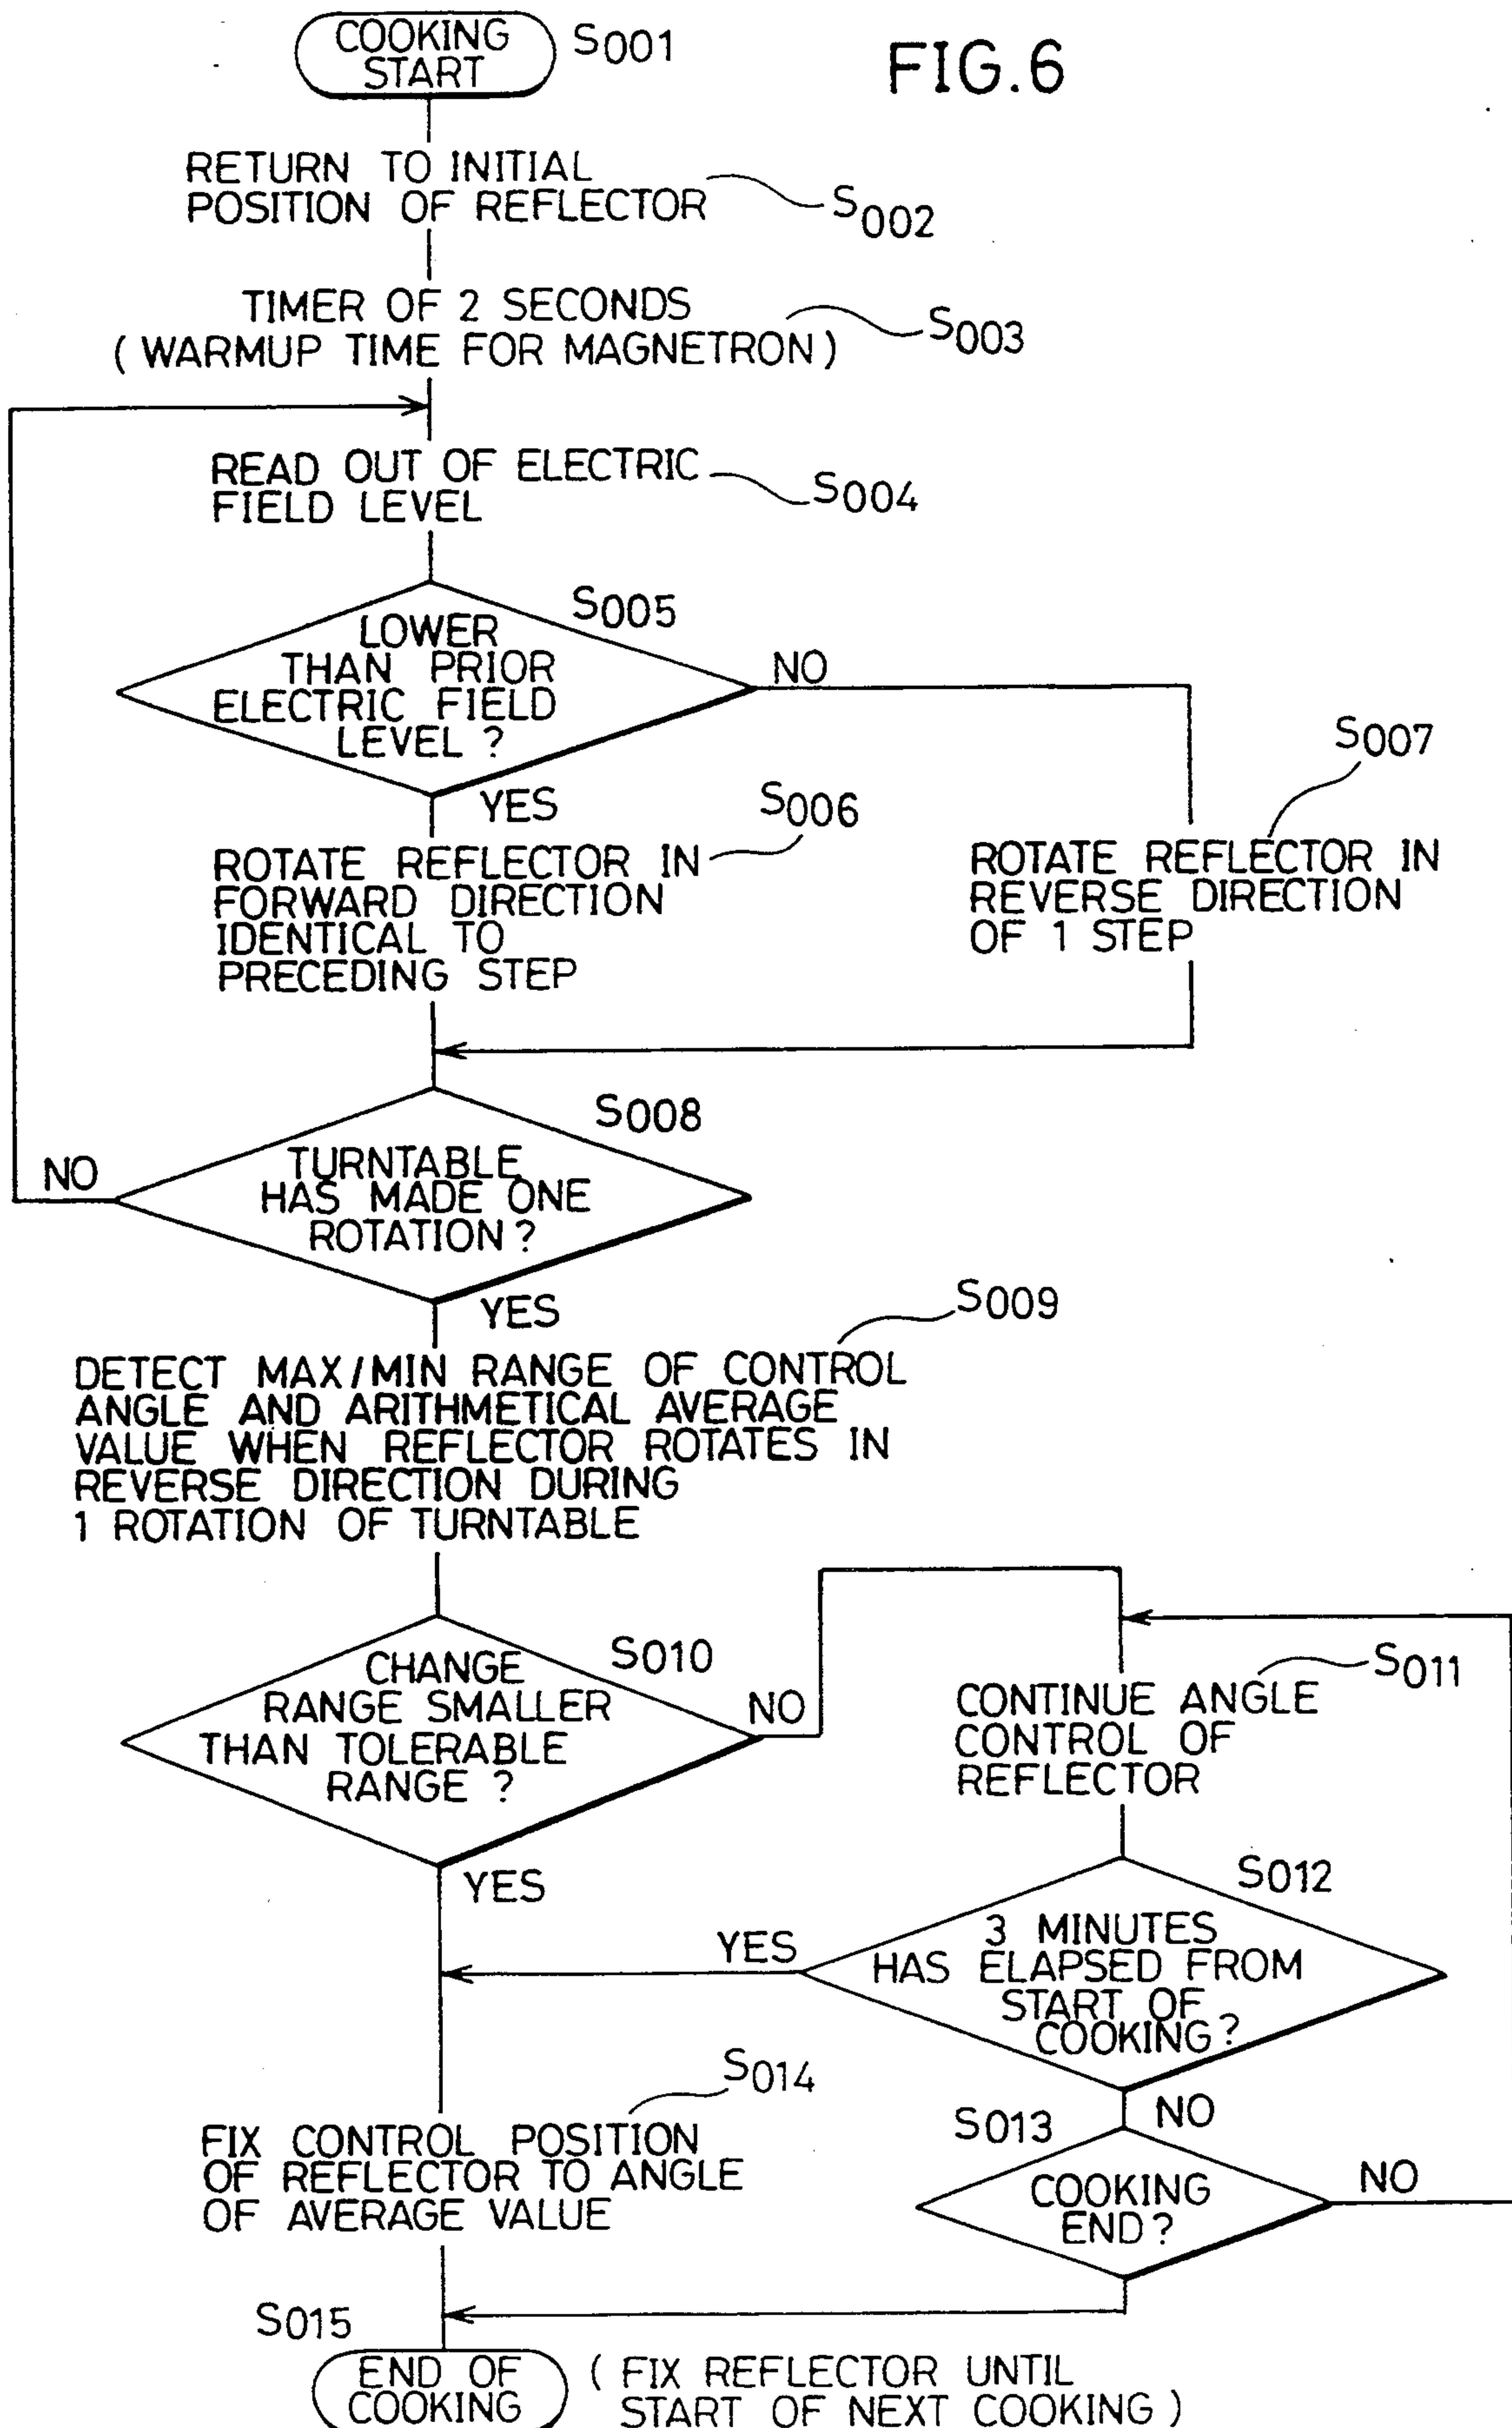 FIG.6
COOKING
START
S001
RETURN TO INITIAL
POSITION OF REFLECTOR
S002
TIMER OF 2 SECONDS
(WARMUP TIME FOR MAGNETRON)
S003
READ OUT OF ELECTRIC
FIELD LEVEL
S004
S005
LOWER
THAN PRIOR
ELECTRIC FIELD
LEVEL?
NO
YES
S006
ROTATE REFLECTOR IN
FORWARD DIRECTION
IDENTICAL TO
PRECEDING STEP
S007
ROTATE REFLECTOR IN
REVERSE DIRECTION
OF 1 STEP
S008
TURNTABLE
HAS MADE ONE
ROTATION?
NO
YES
S009
DETECT MAX/MIN RANGE OF CONTROL
ANGLE AND ARITHMETICAL AVERAGE
VALUE WHEN REFLECTOR ROTATES IN
REVERSE DIRECTION DURING
1 ROTATION OF TURNTABLE
S010
CHANGE
RANGE SMALLER
THAN TOLERABLE
RANGE?
NO
YES
S011
CONTINUE ANGLE
CONTROL OF
REFLECTOR
S012
3 MINUTES
HAS ELAPSED FROM
START OF
COOKING?
YES
NO
S013
COOKING
END?
NO
S014
FIX CONTROL POSITION
OF REFLECTOR TO ANGLE
OF AVERAGE VALUE
S015
END OF
COOKING
(FIX REFLECTOR UNTIL
START OF NEXT COOKING)